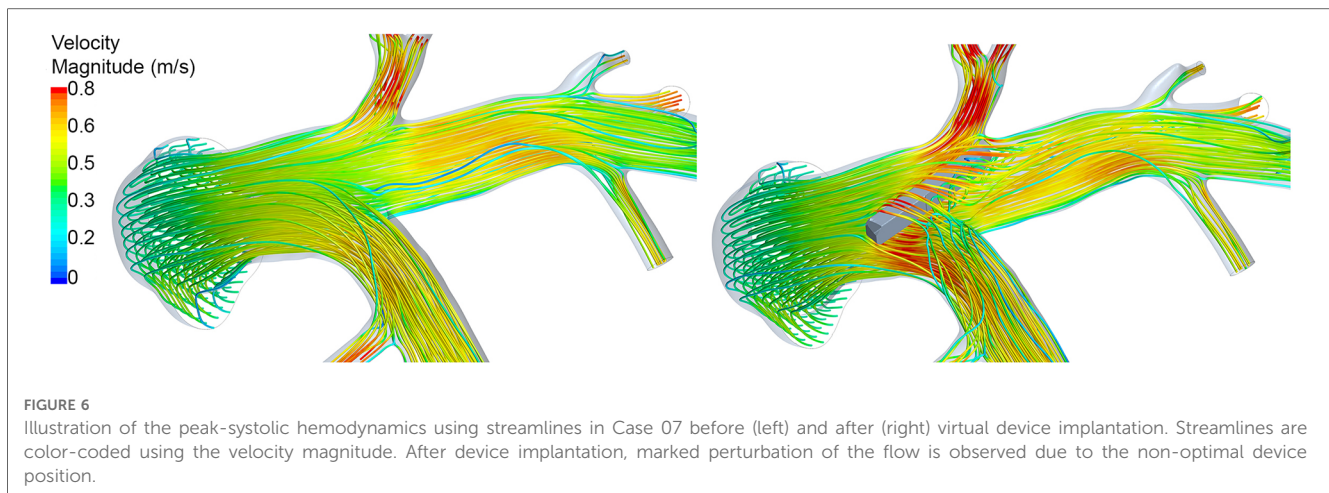 Velocity
Magnitude (m/s)
0.8
0.6
0.5
0.3
0.2
0
FIGURE 6
Illustration of the peak-systolic hemodynamics using streamlines in Case 07 before (left) and after (right) virtual device implantation. Streamlines are
color-coded using the velocity magnitude. After device implantation, marked perturbation of the flow is observed due to the non-optimal device
position.